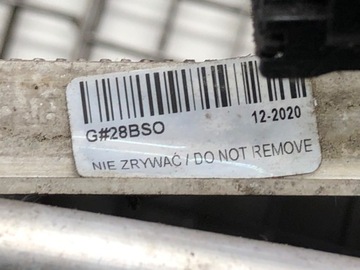 G#28BSO 12-2020
NIE ZRYWAĆ / DO NOT REMOVE